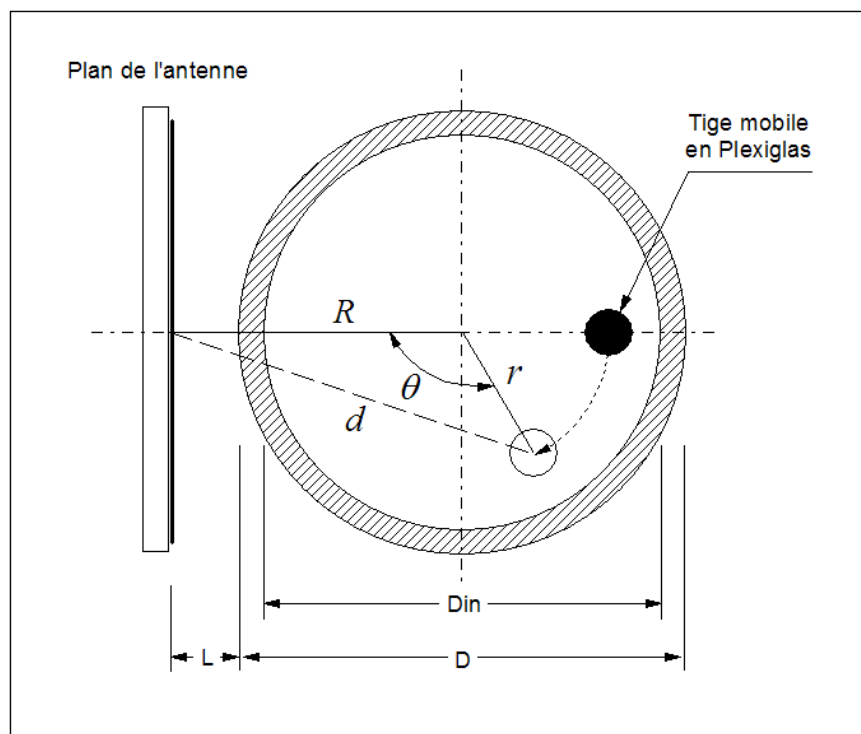 Plan de l'antenne
Tige mobile
en Plexiglas
R
θ
r
d
Din
L
D